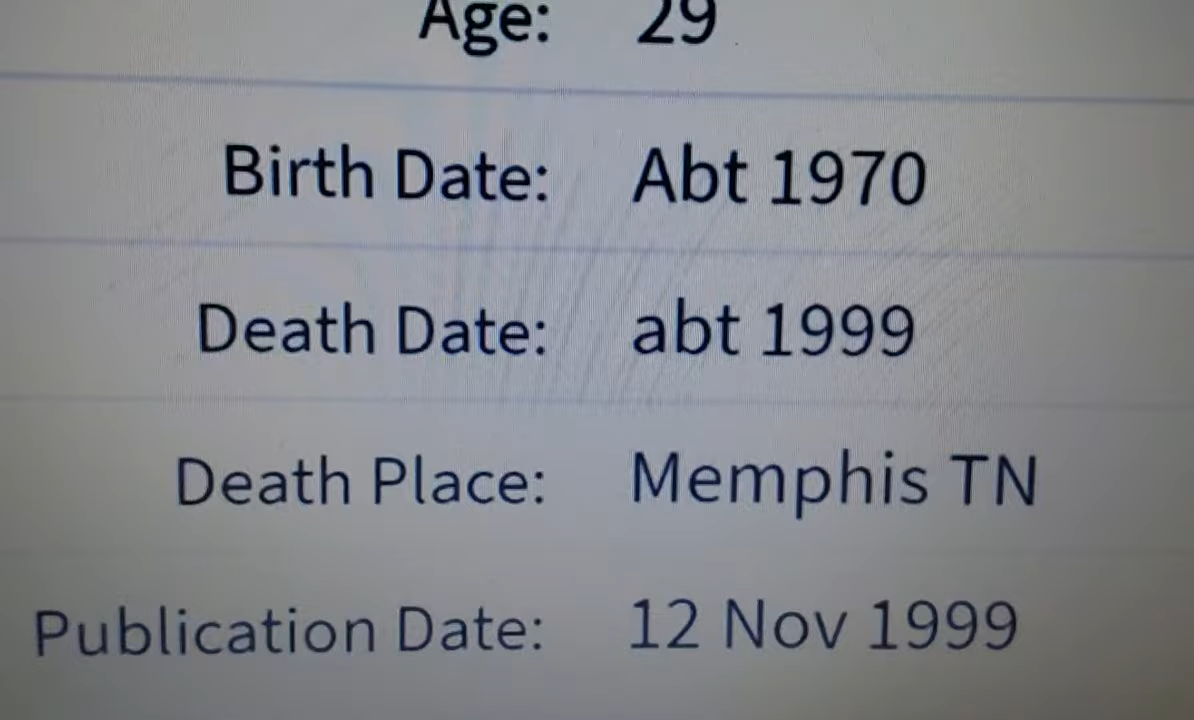 Age: 29
Birth Date: Abt 1970
Death Date: abt 1999
Death Place: Memphis TN
Publication Date: 12 Nov 1999